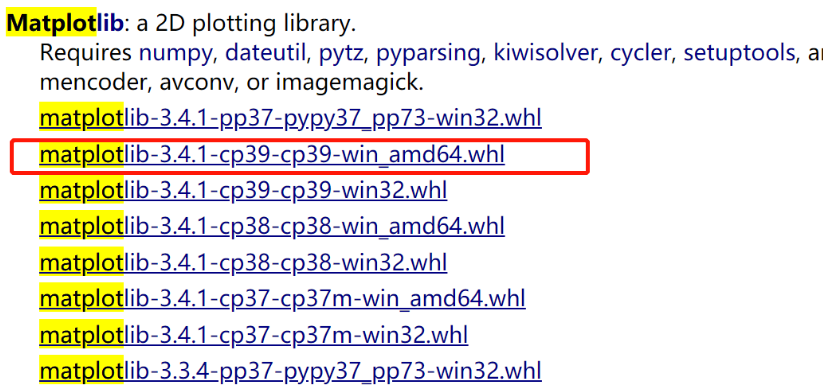 Matplotlib: a 2D plotting library.
Requires numpy, dateutil, pytz, pyparsing, kiwisolver, cycler, setuptools,
mencoder, avconv, or imagemagick.
matplotlib-3.4.1-pp37-pypy37_pp73-win32.whl
matplotlib-3.4.1-cp39-cp39-win_amd64.whl
matplotlib-3.4.1-cp39-cp39-win32.whl
matplotlib-3.4.1-cp38-cp38-win_amd64.whl
matplotlib-3.4.1-cp38-cp38-win32.whl
matplotlib-3.4.1-cp37-cp37m-win_amd64.whl
matplotlib-3.4.1-cp37-cp37m-win32.whl
matplotlib-3.3.4-pp37-pypy37_pp73-win32.whl